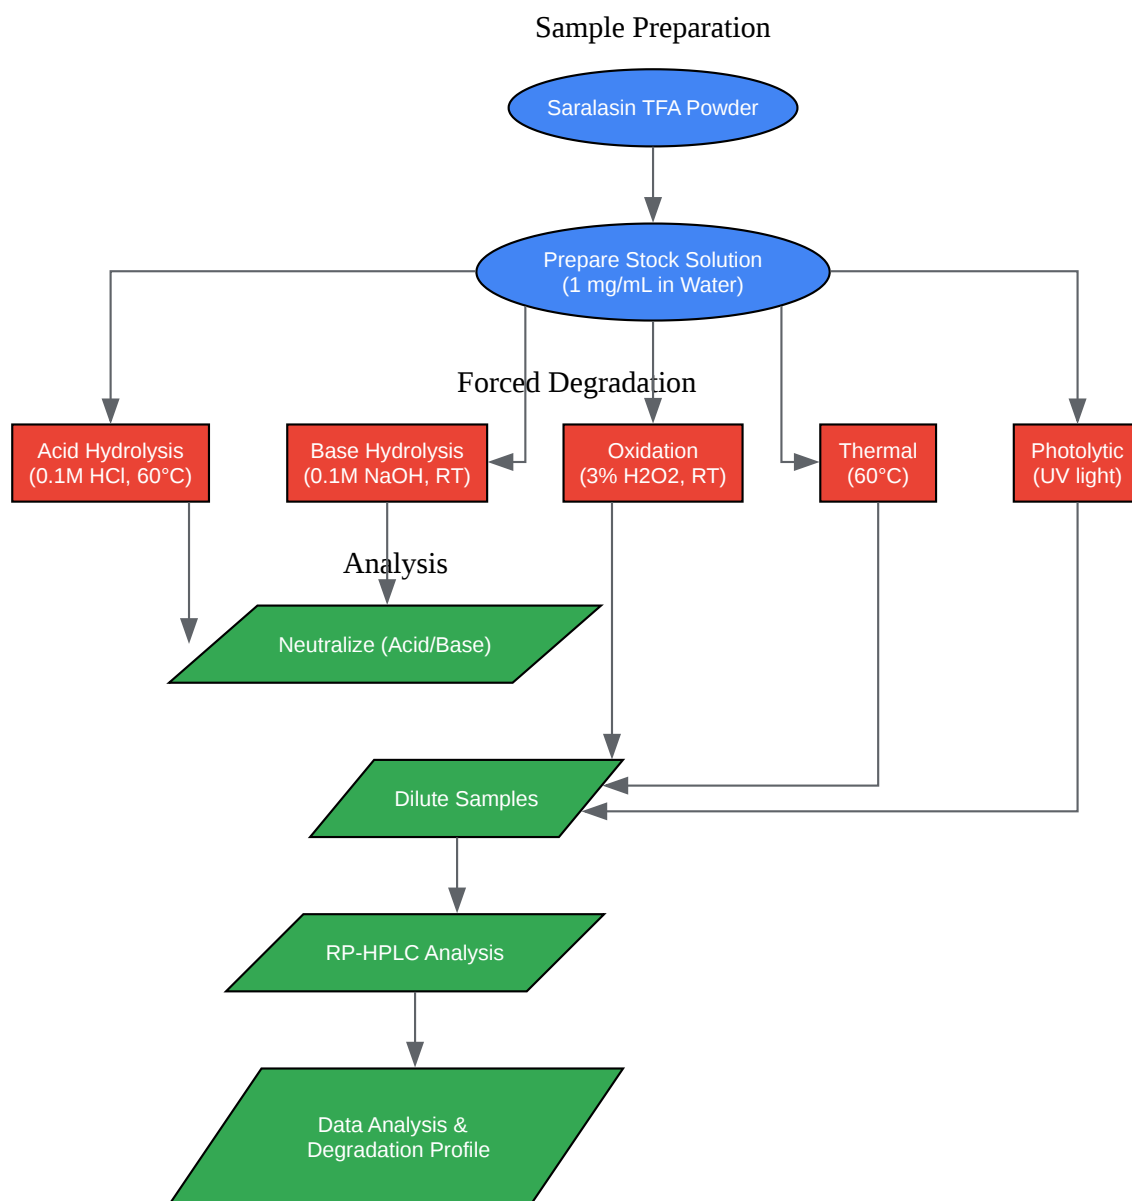 Sample Preparation
Saralasin TFA Powder
Prepare Stock Solution
(1 mg/mL in Water)
Forced Degradation
Acid Hydrolysis
(0.1M HCl, 60°C)
Base Hydrolysis
(0.1M NaOH, RT)
Oxidation
(3% H2O2, RT)
Thermal
(60°C)
Photolytic
(UV light)
Analysis
Neutralize (Acid/Base)
Dilute Samples
RP-HPLC Analysis
Data Analysis &
Degradation Profile